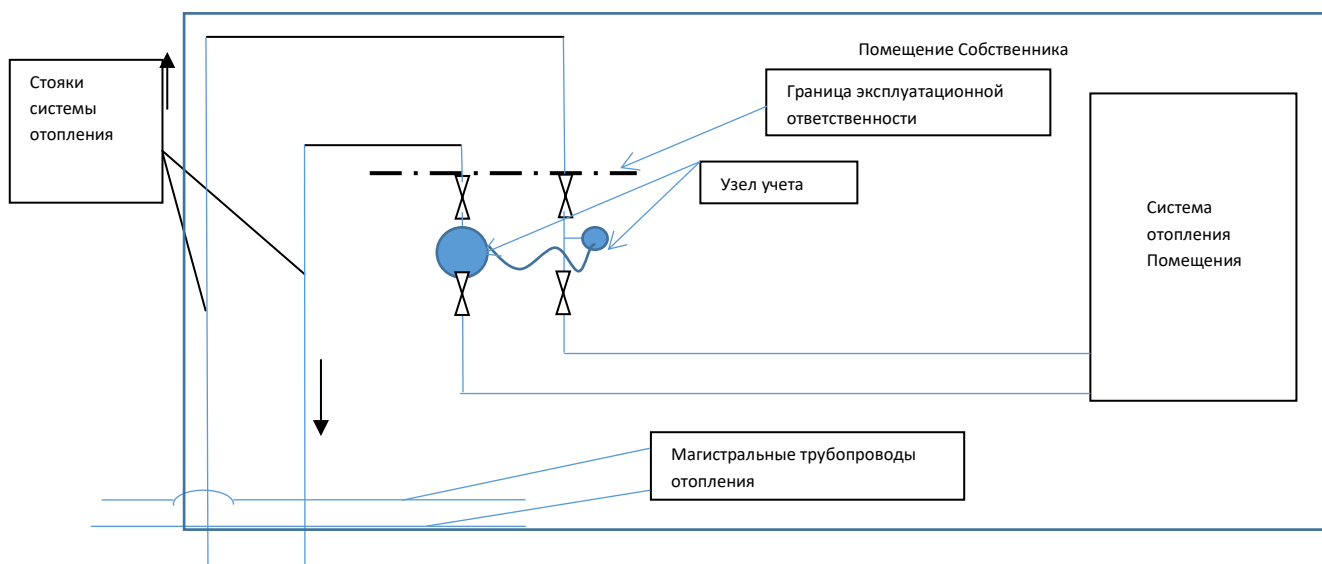 Помещение Собственника
Стояки
системы
отопления
Граница эксплуатационной
ответственности
Узел учета
Система
отопления
Помещения
Магистральные трубопроводы
отопления